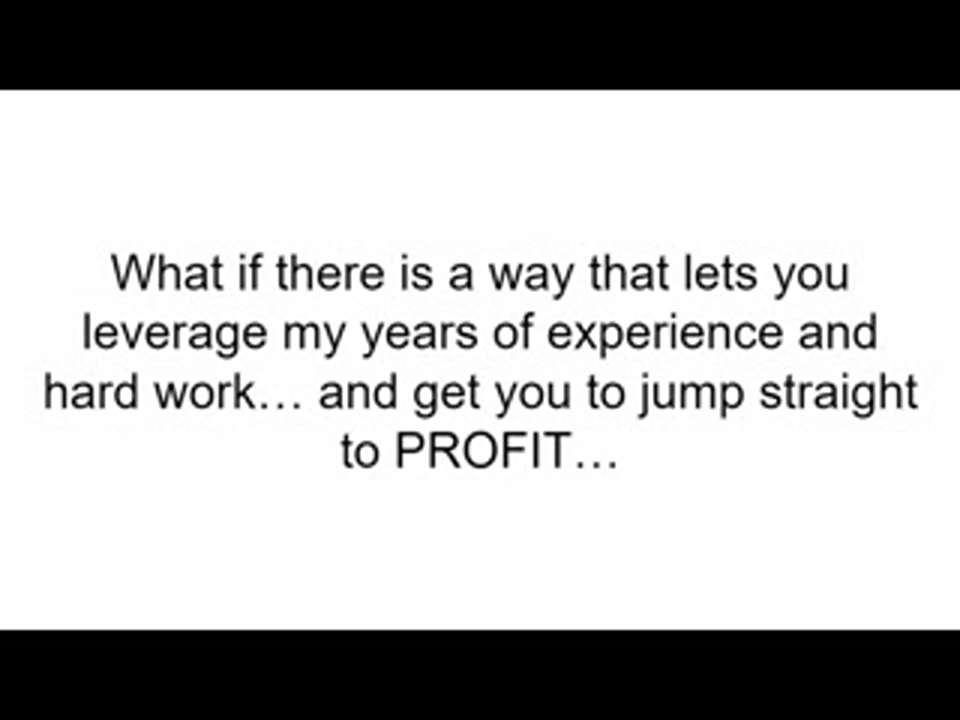 What if there is a way that lets you
leverage my years of experience and
hard work… and get you to jump straight
to PROFIT…